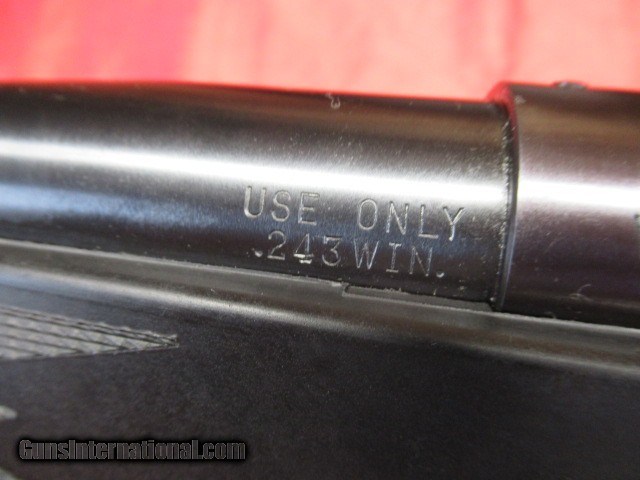 USE ONLY
.243 WIN.
GunsInternational.com